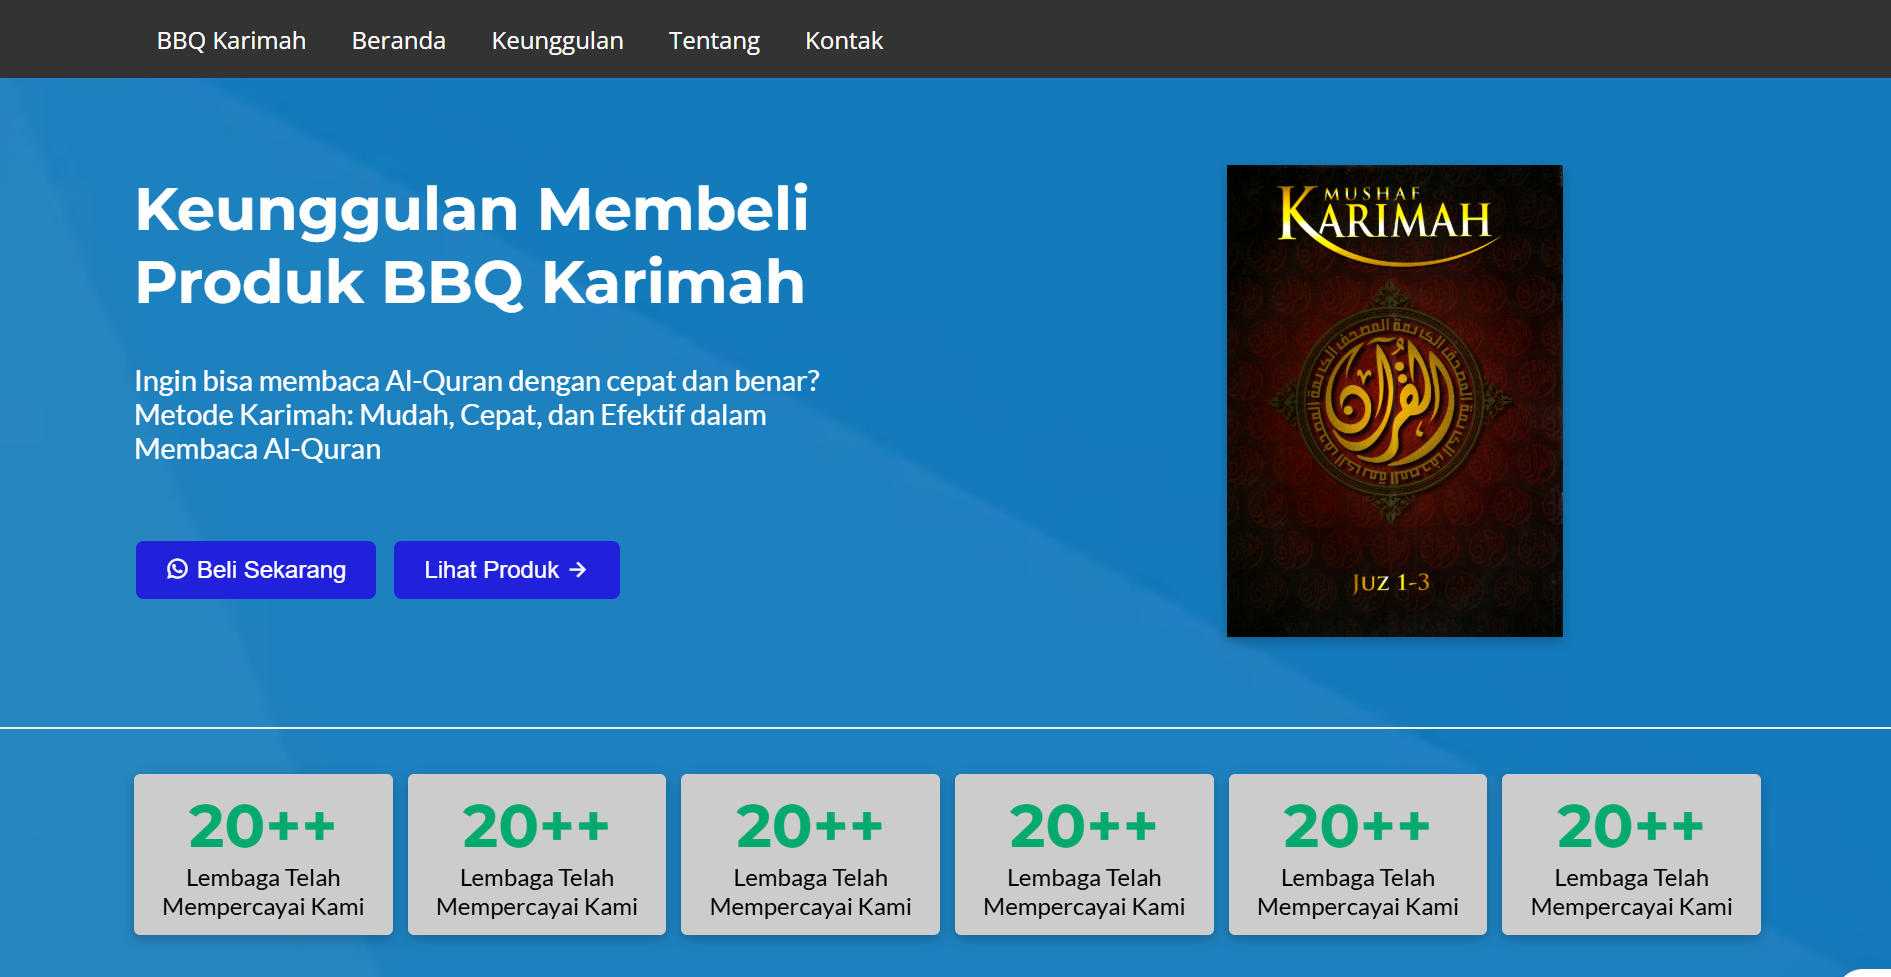 BBQ Karimah Beranda Keunggulan Tentang Kontak
Keunggulan Membeli
Produk BBQ Karimah
Ingin bisa membaca Al-Quran dengan cepat dan benar?
Metode Karimah: Mudah, Cepat, dan Efektif dalam
Membaca Al-Quran
Beli Sekarang
Lihat Produk →
MUSHAF
KARIMAH
القرآن
Juz 1-3
20++
Lembaga Telah
Mempercayai Kami
20++
Lembaga Telah
Mempercayai Kami
20++
Lembaga Telah
Mempercayai Kami
20++
Lembaga Telah
Mempercayai Kami
20++
Lembaga Telah
Mempercayai Kami
20++
Lembaga Telah
Mempercayai Kami